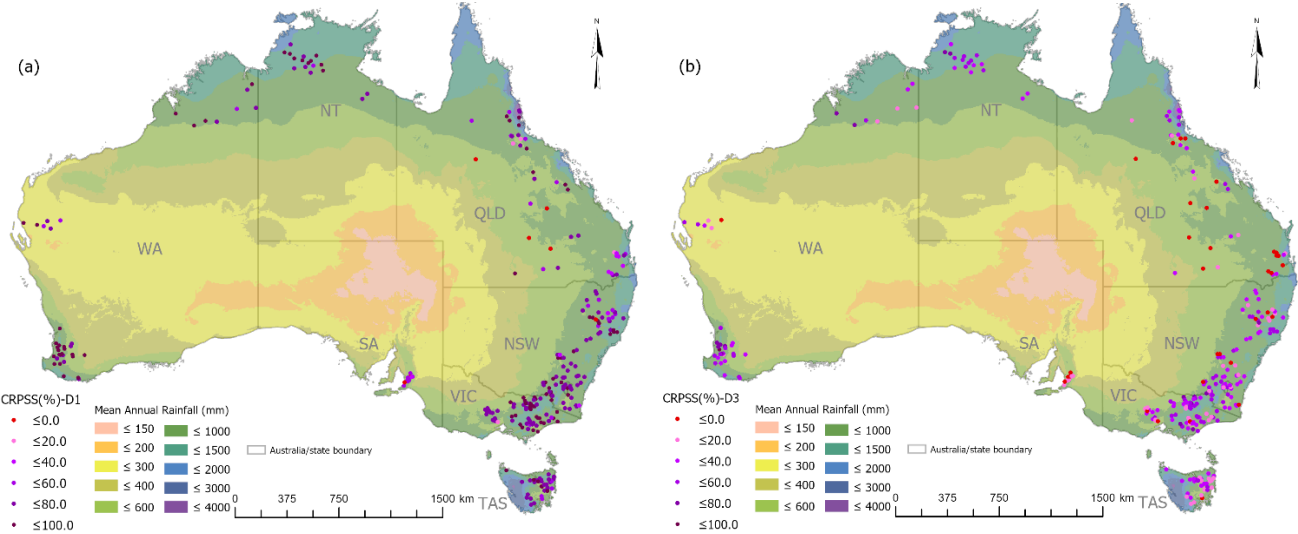 (a)
N
NT
QLD
WA
SA
NSW
VIC
TAS
CRPSS(%)-D1
≤0.0
≤20.0
≤40.0
≤60.0
≤80.0
≤100.0
Mean Annual Rainfall (mm)
≤ 150
≤ 200
≤ 300
≤ 400
≤ 600
≤ 1000
≤ 1500
≤ 2000
≤ 3000
≤ 4000
Australia/state boundary
0 375 750 1500 km
(b)
N
NT
QLD
WA
SA
NSW
VIC
TAS
CRPSS(%)-D3
≤0.0
≤20.0
≤40.0
≤60.0
≤80.0
≤100.0
Mean Annual Rainfall (mm)
≤ 150
≤ 200
≤ 300
≤ 400
≤ 600
≤ 1000
≤ 1500
≤ 2000
≤ 3000
≤ 4000
Australia/state boundary
0 375 750 1500 km